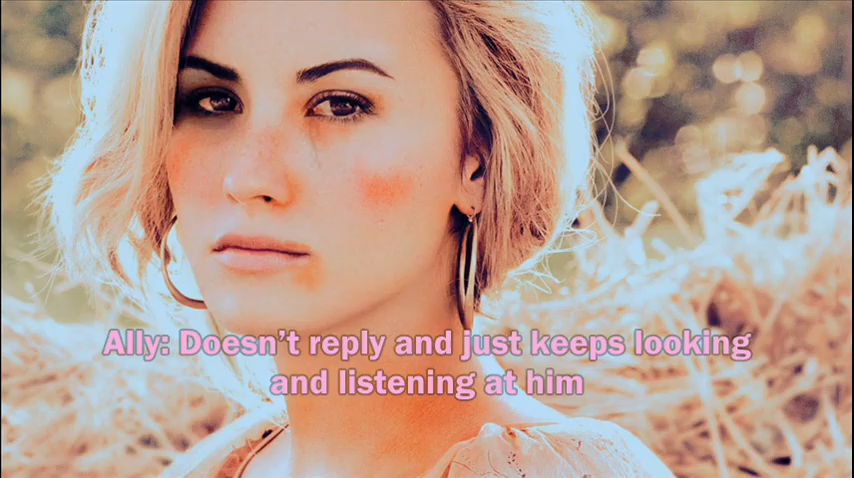 Ally: Doesn’t reply and just keeps looking
and listening at him